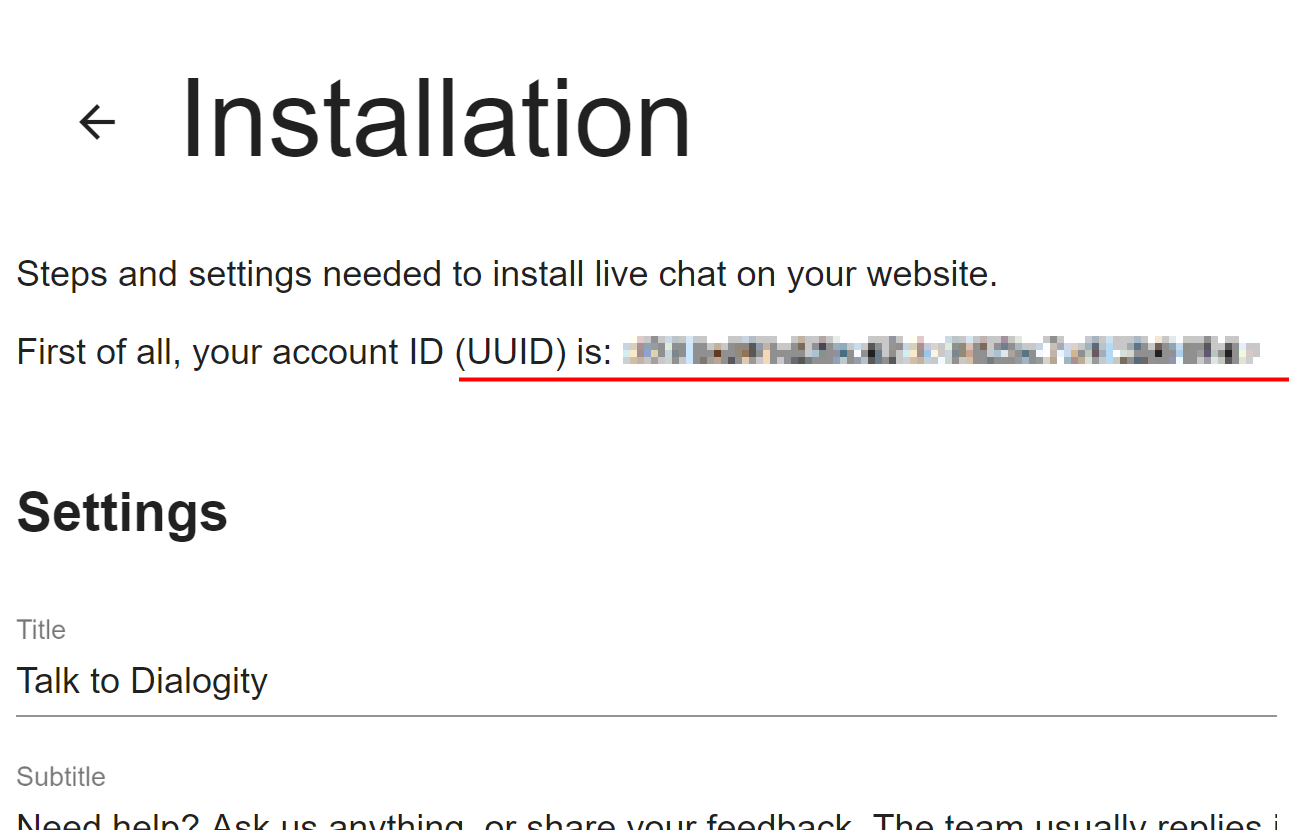 Installation
Steps and settings needed to install live chat on your website.
First of all, your account ID (UUID) is:
Settings
Title
Talk to Dialogity
Subtitle
Need help? Ask us anything, or share your feedback. The team usually replies